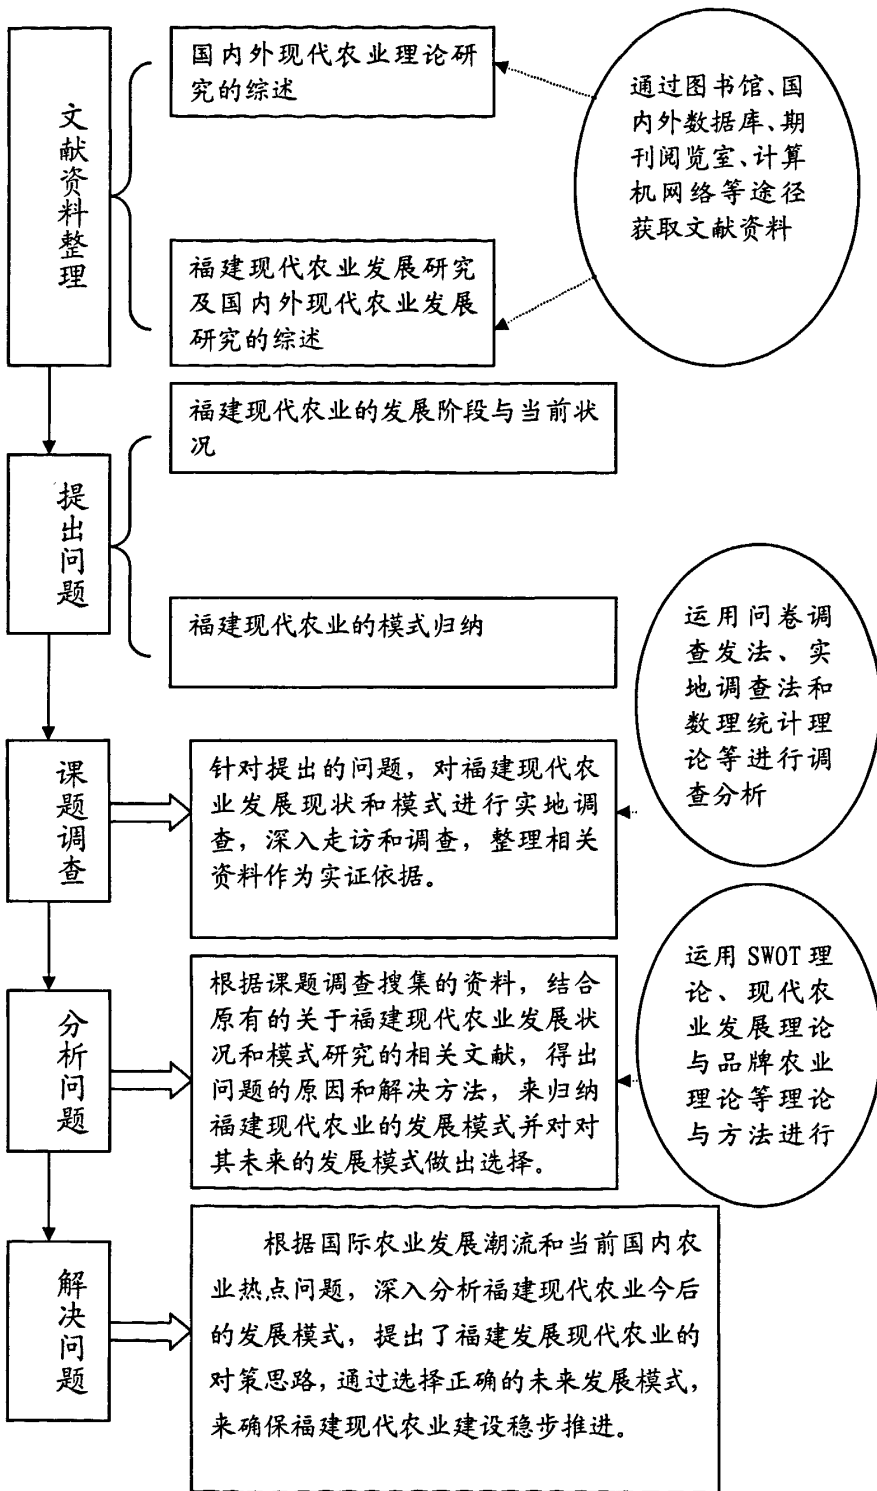 文献资料整理
国内外现代农业理论研
究的综述
通过图书馆、国
内外数据库、期
刊阅览室、计算
机网络等途径
获取文献资料
福建现代农业发展研究
及国内外现代农业发展
研究的综述
提出问题
福建现代农业的发展阶段与当前状
况
福建现代农业的模式归纳
运用问卷调
查发法、实
地调查法和
数理统计理
论等进行调
查分析
课题调查
针对提出的问题，对福建现代农
业发展现状和模式进行实地调
查，深入走访和调查，整理相关
资料作为实证依据。
分析问题
根据课题调查搜集的资料，结合
原有的关于福建现代农业发展状
况和模式研究的相关文献，得出
问题的原因和解决方法，来归纳
福建现代农业的发展模式并对对
其未来的发展模式做出选择。
运用 SWOT 理
论、现代农
业发展理论
与品牌农业
理论等理论
与方法进行
解决问题
根据国际农业发展潮流和当前国内农
业热点问题，深入分析福建现代农业今后
的发展模式，提出了福建发展现代农业的
对策思路，通过选择正确的未来发展模式，
来确保福建现代农业建设稳步推进。